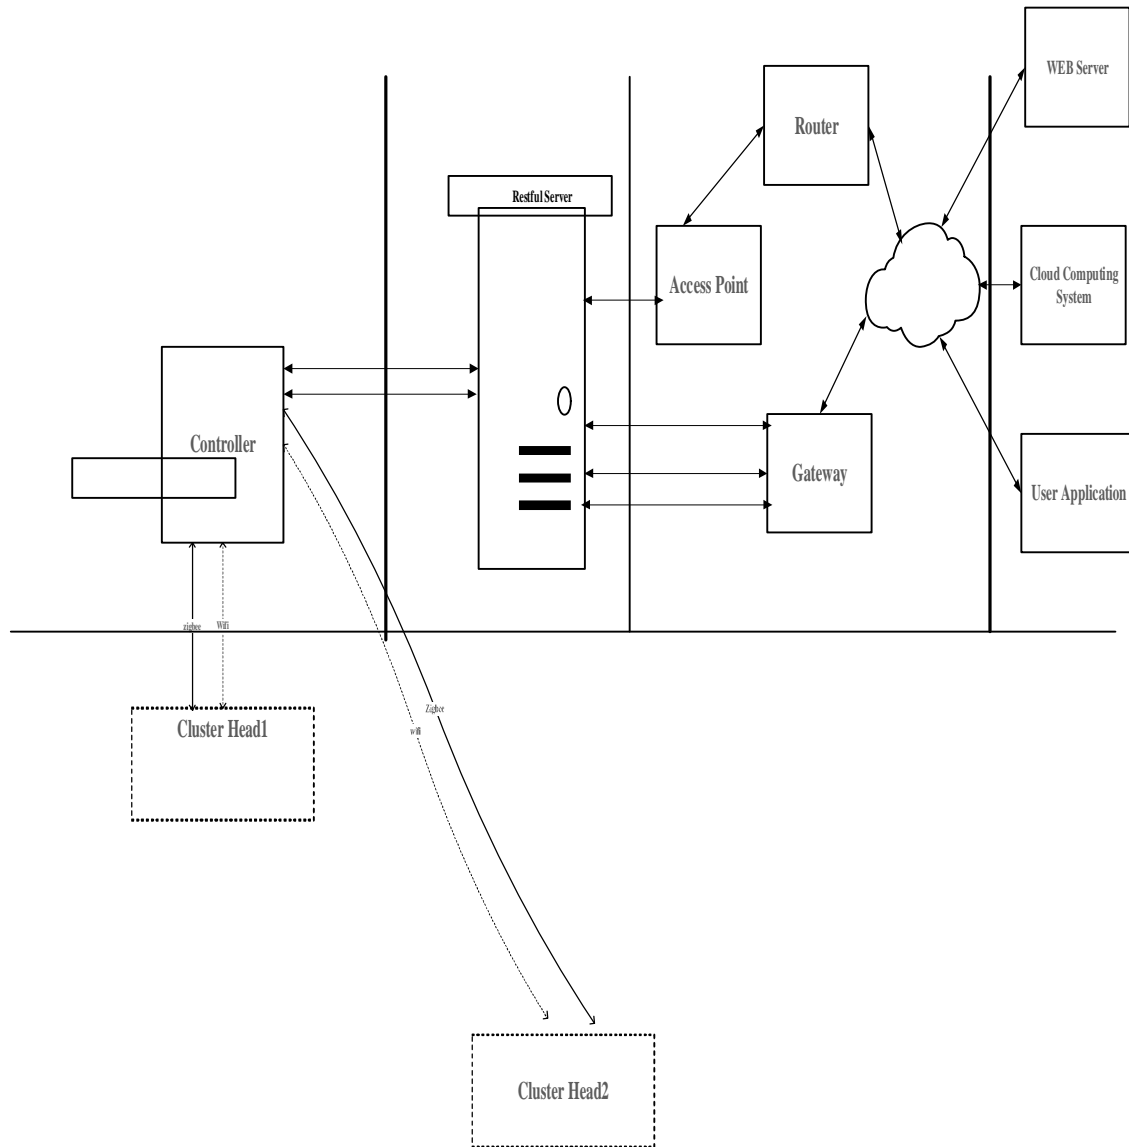 WEB Server
Router
Restful Server
Access Point
Cloud Computing
System
Controller
Gateway
User Application
zigbee
Wifi
Zigbee
wifi
Cluster Head1
Cluster Head2